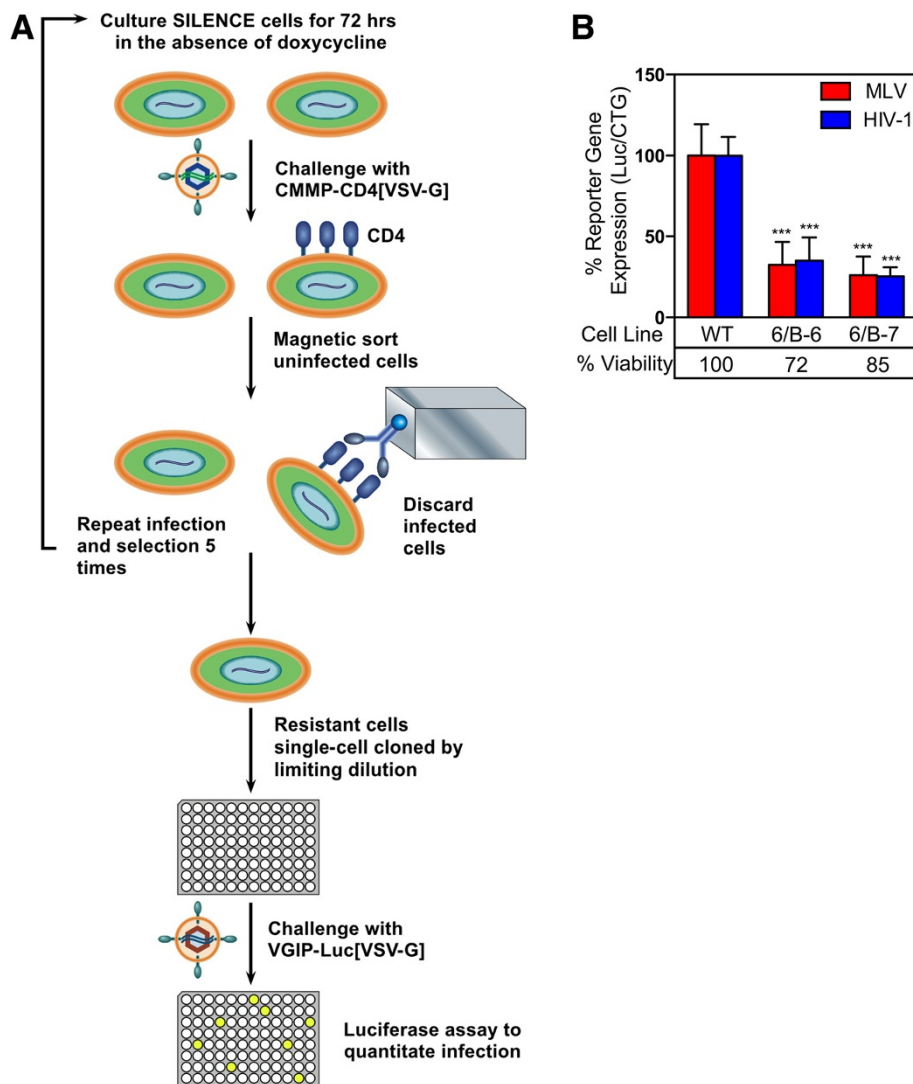 A
Culture SILENCE cells for 72 hrs
in the absence of doxycycline
Challenge with
CMMP-CD4[VSV-G]
CD4
Magnetic sort
uninfected cells
Discard
infected
cells
Repeat infection
and selection 5
times
Resistant cells
single-cell cloned by
limiting dilution
Challenge with
VGIP-Luc[VSV-G]
Luciferase assay to
quantitate infection
B
% Reporter Gene
Expression (Luc/CTG)
150
100
50
0
MLV
HIV-1
*** ***
*** ***
Cell Line WT 6/B-6 6/B-7
% Viability 100 72 85